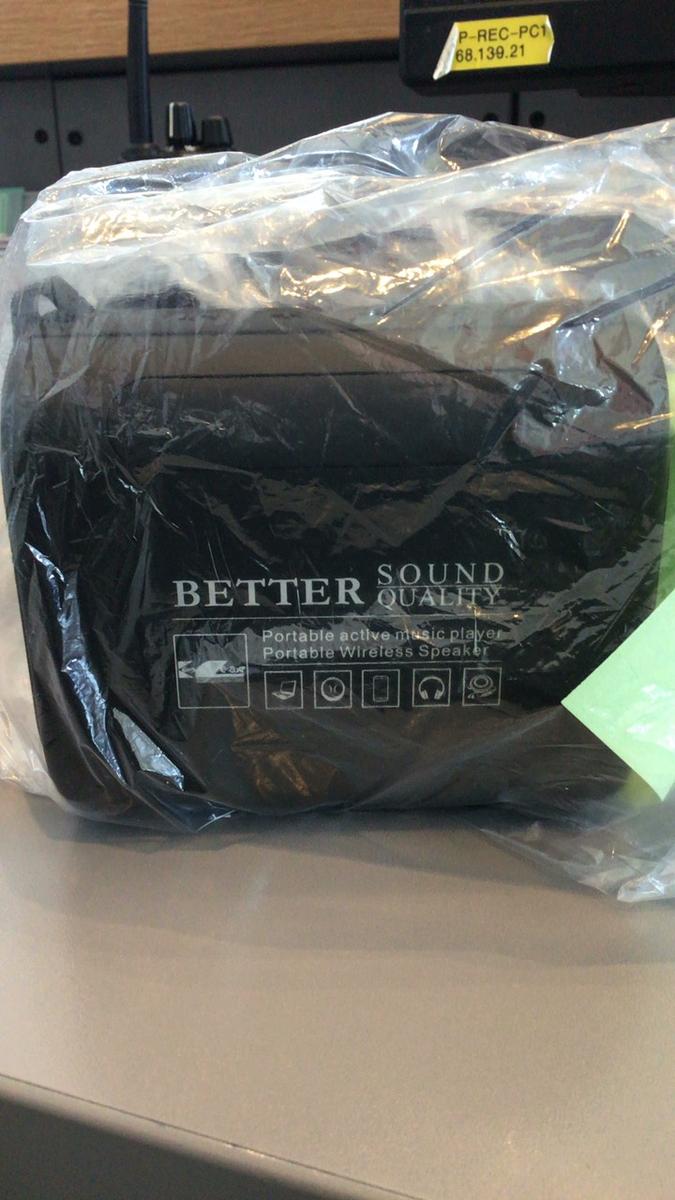 P-REC-PC1
68.139.21
BETTER SOUND QUALITY
Portable active music player
Portable Wireless Speaker